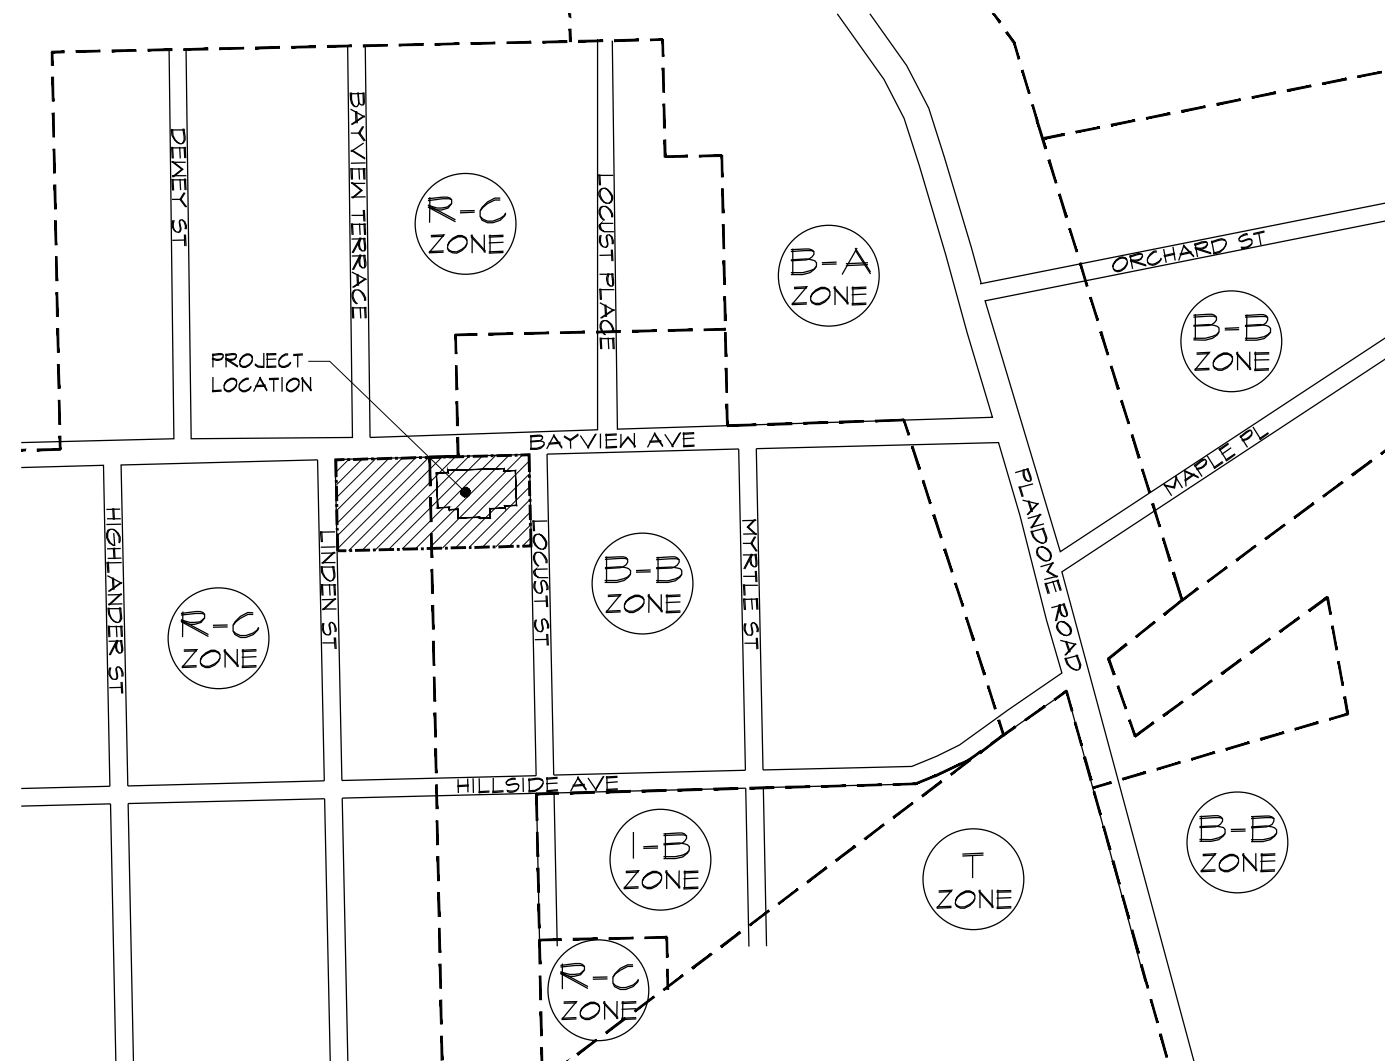 DEWEY ST
BAYVIEW TERRACE
LOCUST PLACE
R-C
ZONE
B-A
ZONE
ORCHARD ST
B-B
ZONE
PROJECT
LOCATION
BAYVIEW AVE
MAPLE PL
PLANDOME ROAD
HIGHLANDER ST
LINDEN ST
LOCUST ST
MYRTLE ST
B-B
ZONE
R-C
ZONE
HILLSIDE AVE
I-B
ZONE
T
ZONE
B-B
ZONE
R-C
ZONE